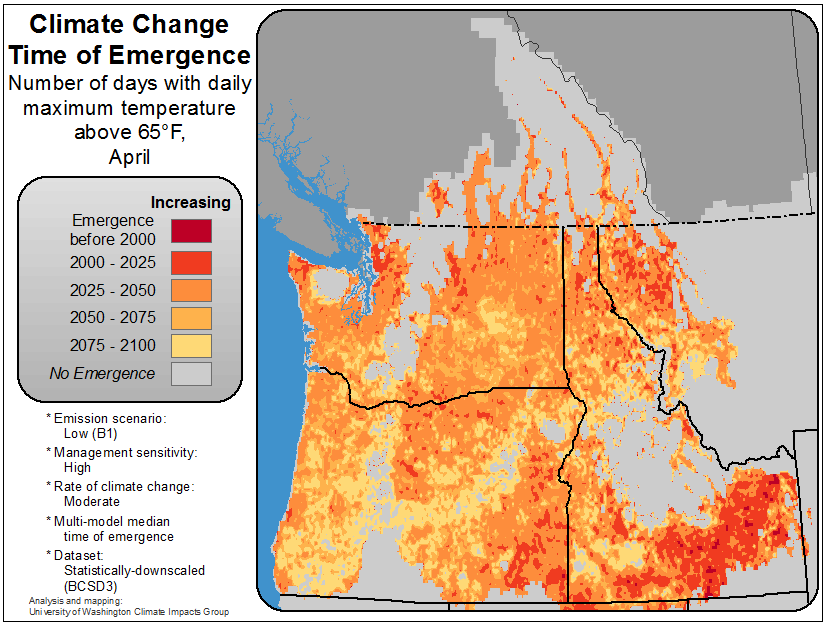 Climate Change
Time of Emergence
Number of days with daily
maximum temperature
above 65°F,
April
Increasing
Emergence
before 2000
2000 - 2025
2025 - 2050
2050 - 2075
2075 - 2100
No Emergence
* Emission scenario:
Low (B1)
* Management sensitivity:
High
* Rate of climate change:
Moderate
* Multi-model median
time of emergence
* Dataset:
Statistically-downscaled
(BCSD3)
Analysis and mapping:
University of Washington Climate Impacts Group